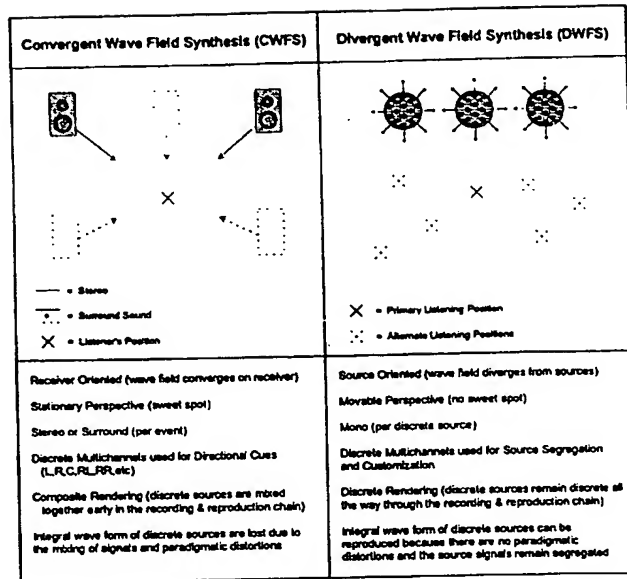 Convergent Wave Field Synthesis (CWFS)
= Stereo
= Surround Sound
= Listener's Position
Receiver Oriented (wave field converges on receiver)
Stationary Perspective (sweet spot)
Stereo or Surround (per event)
Discrete Multichannels used for Directional Cues
(L,R,C,RL,RR,etc)
Composite Rendering (discrete sources are mixed
together early in the recording & reproduction chain)
Integral wave form of discrete sources are lost due to
the mixing of signals and paradigmatic distortions
Divergent Wave Field Synthesis (DWFS)
= Primary Listening Position
= Alternate Listening Positions
Source Oriented (wave field diverges from sources)
Movable Perspective (no sweet spot)
Mono (per discrete source)
Discrete Multichannels used for Source Segregation
and Customization
Discrete Rendering (discrete sources remain discrete all
the way through the recording & reproduction chain)
Integral wave form of discrete sources can be
reproduced because there are no paradigmatic
distortions and the source signals remain segregated